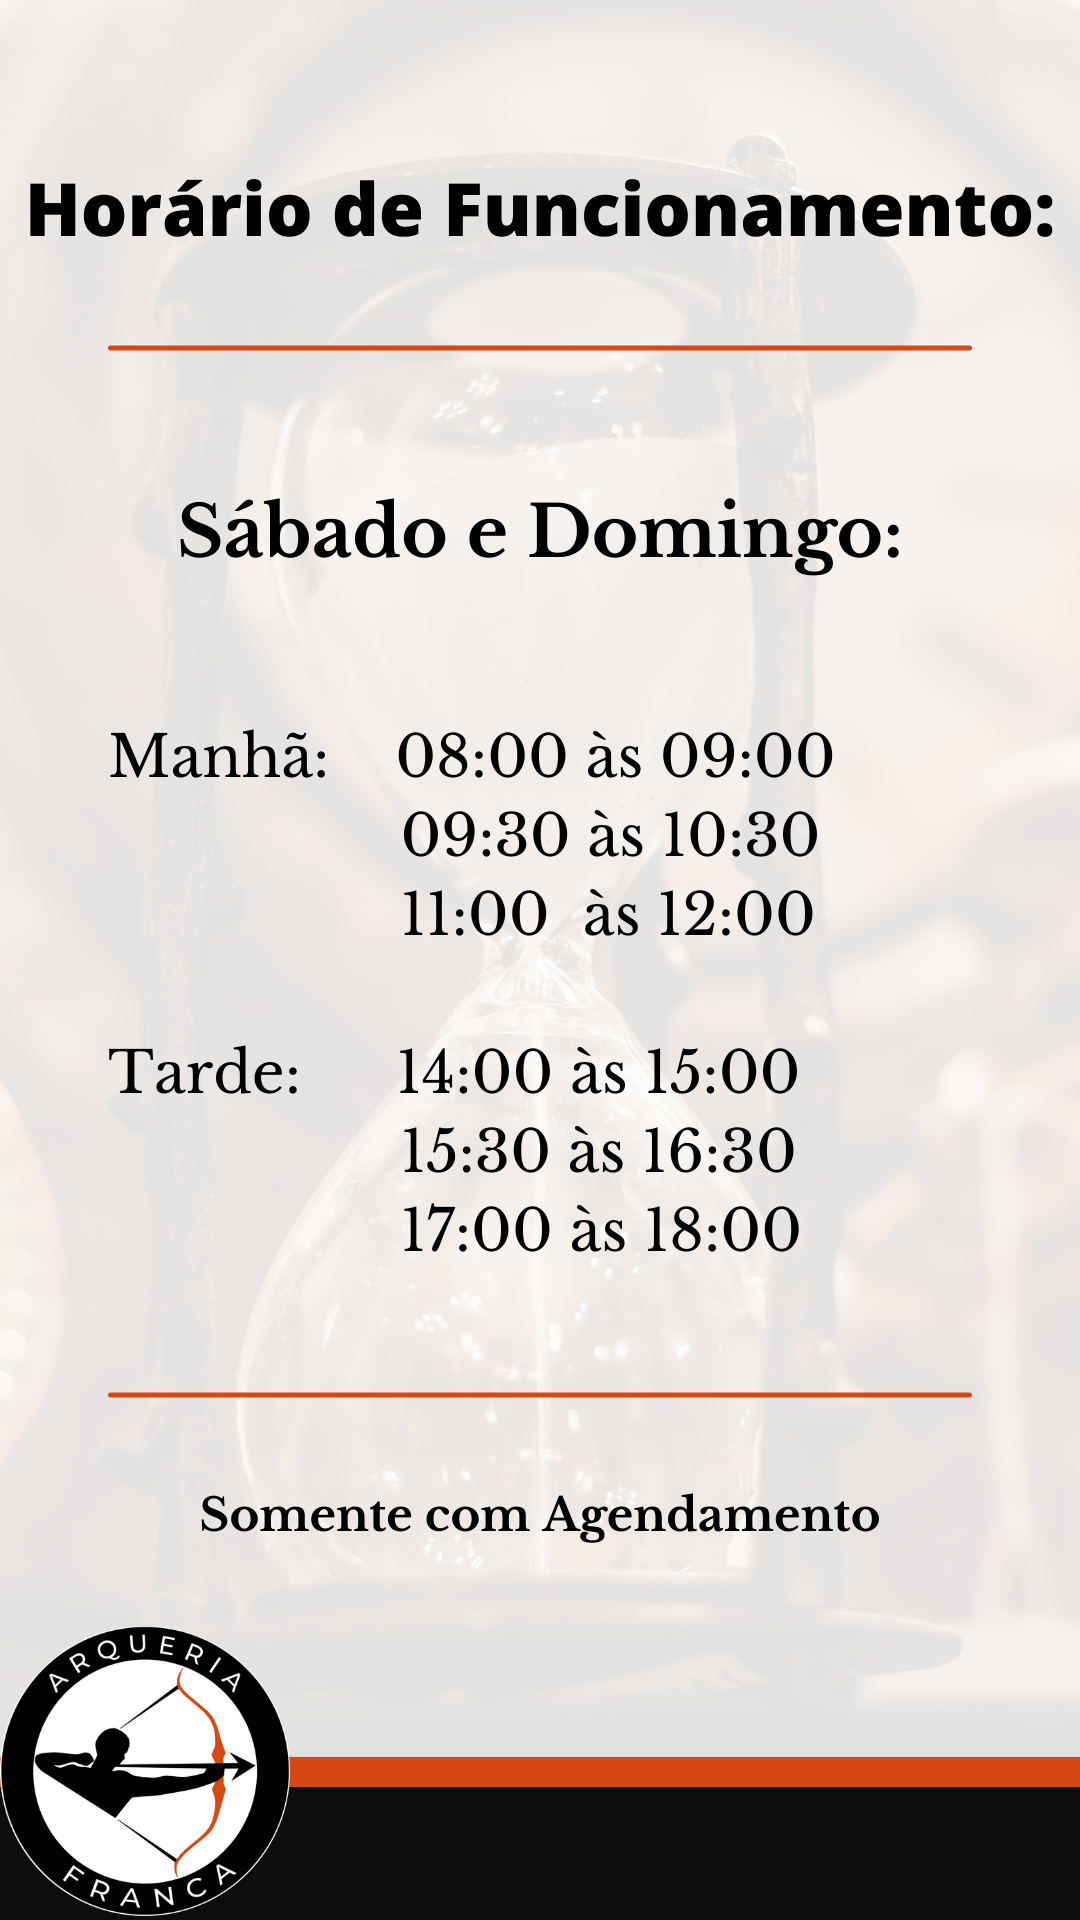 Horário de Funcionamento:
Sábado e Domingo:
Manhã: 08:00 às 09:00
09:30 às 10:30
11:00 às 12:00
Tarde: 14:00 às 15:00
15:30 às 16:30
17:00 às 18:00
Somente com Agendamento
ARQUERIA
FRANCA